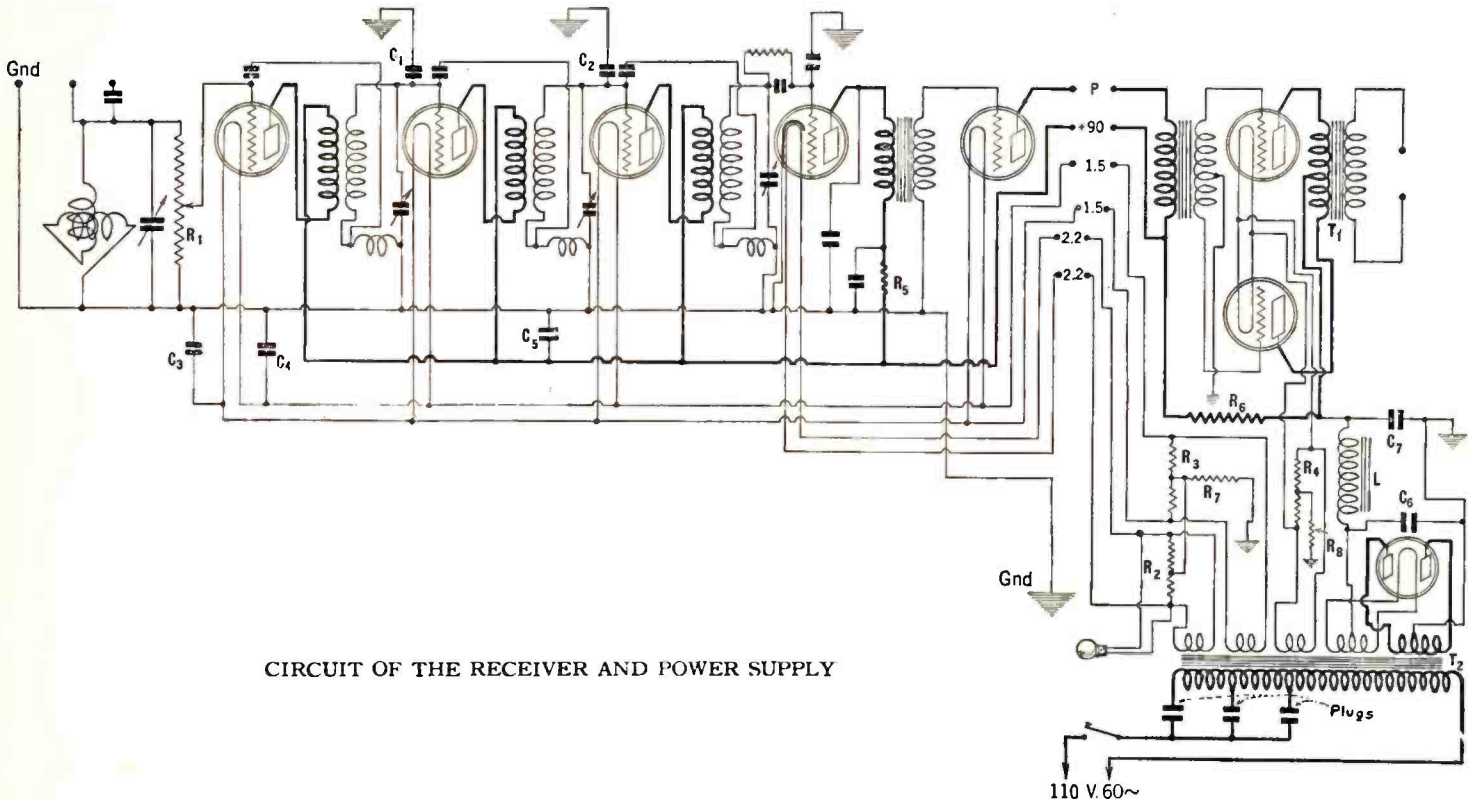 Gnd
R1
C1
C2
C3
C4
C5
R5
P
+90
1.5
1.5
2.2
2.2
T1
R6
C7
R3
R7
R4
R8
L
C6
R2
Gnd
T2
Plugs
110 V. 60~
CIRCUIT OF THE RECEIVER AND POWER SUPPLY